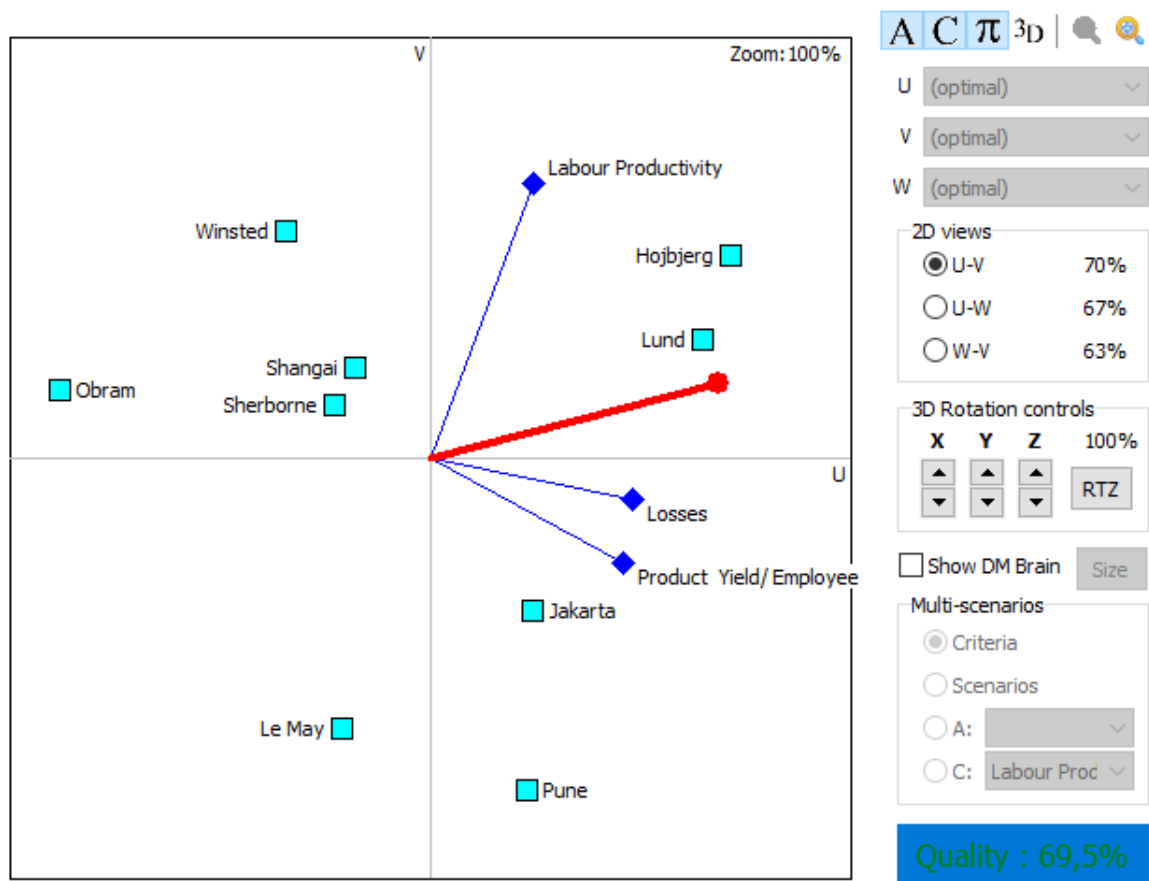 A C π 3D
V
Zoom: 100%
U (optimal)
V (optimal)
W (optimal)
Labour Productivity
Winsted
Hojbjerg
Lund
Shangai
Obram
Sherborne
U
Losses
Product Yield/ Employee
Jakarta
Le May
Pune
2D views
U-V 70%
U-W 67%
W-V 63%
3D Rotation controls
X Y Z 100%
RTZ
Show DM Brain Size
Multi-scenarios
Criteria
Scenarios
A:
C: Labour Prod
Quality : 69,5%